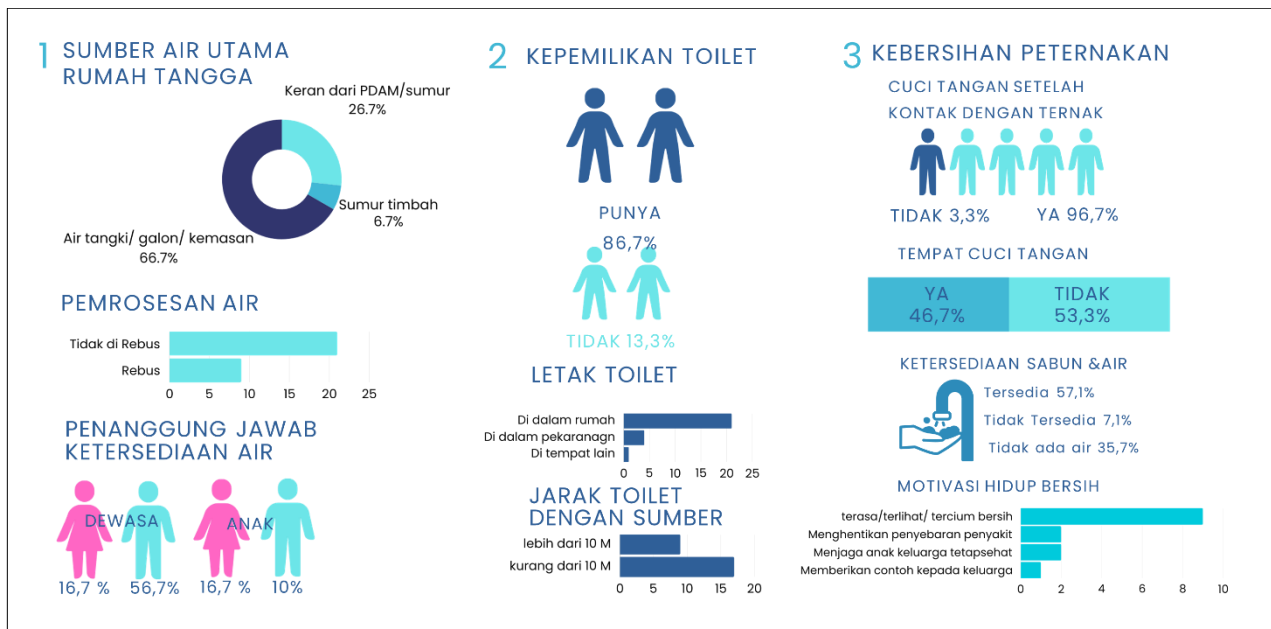 1 SUMBER AIR UTAMA
RUMAH TANGGA
Keran dari PDAM/sumur
26.7%
Sumur timbah
6.7%
Air tangki/ galon/ kemasan
66.7%
PEMROSESAN AIR
Tidak di Rebus
Rebus
0 5 10 15 20 25
PENANGGUNG JAWAB
KETERSEDIAAN AIR
DEWASA ANAK
16,7 % 56,7% 16,7 % 10%
2 KEPEMILIKAN TOILET
PUNYA
86,7%
TIDAK 13,3%
LETAK TOILET
Di dalam rumah
Di dalam pekaranagn
Di tempat lain
0 5 10 15 20 25
JARAK TOILET
DENGAN SUMBER
lebih dari 10 M
kurang dari 10 M
0 5 10 15 20
3 KEBERSIHAN PETERNAKAN
CUCI TANGAN SETELAH
KONTAK DENGAN TERNAK
TIDAK 3,3% YA 96,7%
TEMPAT CUCI TANGAN
YA TIDAK
46,7% 53,3%
KETERSEDIAAN SABUN &AIR
Tersedia 57,1%
Tidak Tersedia 7,1%
Tidak ada air 35,7%
MOTIVASI HIDUP BERSIH
terasa/terlihat/ tercium bersih
Menghentikan penyebaran penyakit
Menjaga anak keluarga tetapsehat
Memberikan contoh kepada keluarga
0 2 4 6 8 10